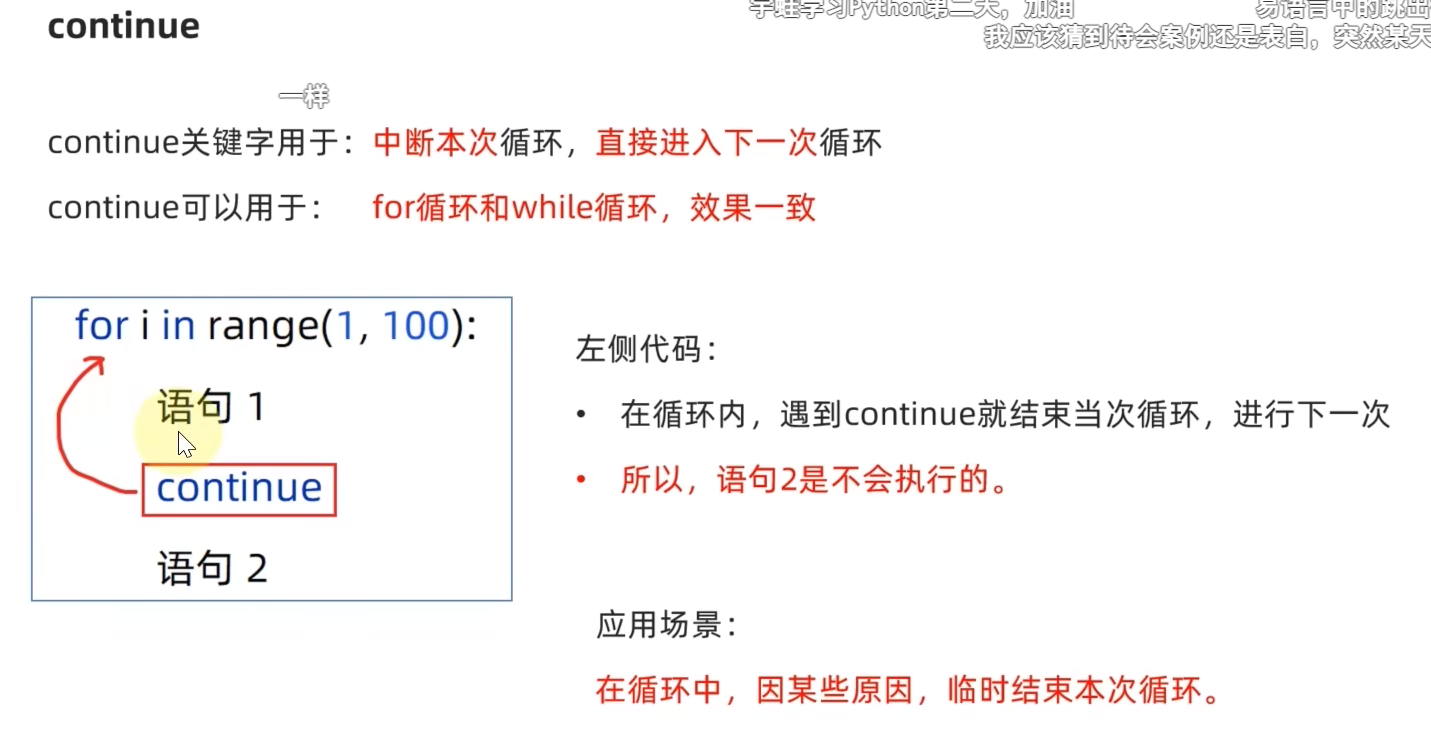 continue
学习Python第二天，加油
易语言中的跳出
我应该猜到待会案例还是表白，突然某天
一样
continue关键字用于：中断本次循环，直接进入下一次循环
continue可以用于： for循环和while循环，效果一致
for i in range(1, 100):
语句 1
continue
语句 2
左侧代码：
• 在循环内，遇到continue就结束当次循环，进行下一次
• 所以，语句2是不会执行的。
应用场景：
在循环中，因某些原因，临时结束本次循环。